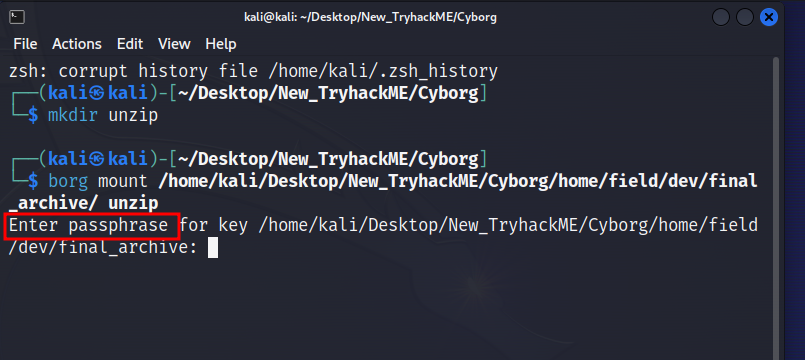 kali@kali: ~/Desktop/New_TryhackME/Cyborg
File Actions Edit View Help
zsh: corrupt history file /home/kali/.zsh_history
┌──(kali㉿kali)-[~/Desktop/New_TryhackME/Cyborg]
└─$ mkdir unzip
┌──(kali㉿kali)-[~/Desktop/New_TryhackME/Cyborg]
└─$ borg mount /home/kali/Desktop/New_TryhackME/Cyborg/home/field/dev/final
_archive/ unzip
Enter passphrase for key /home/kali/Desktop/New_TryhackME/Cyborg/home/field
/dev/final_archive: